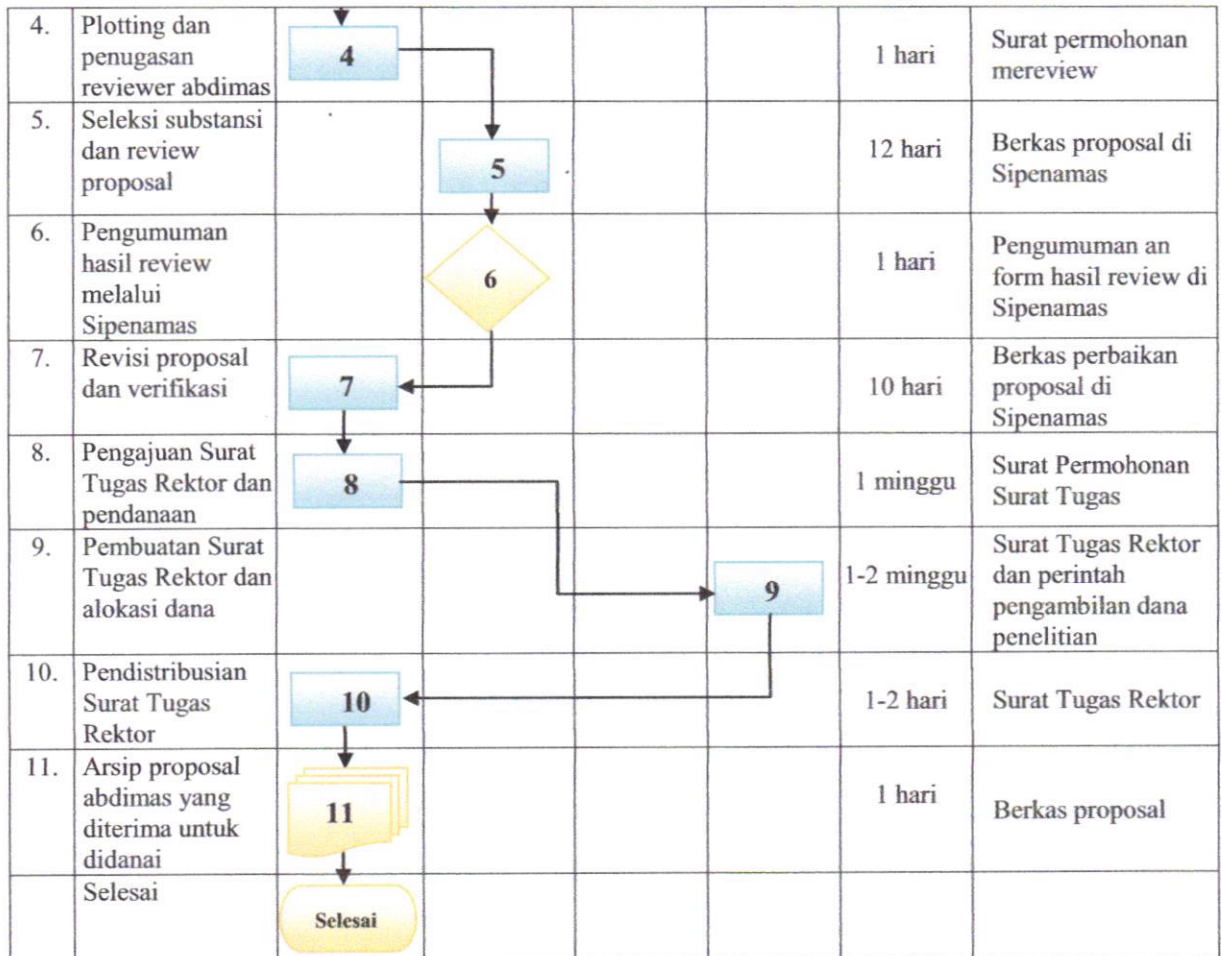 4. Plotting dan
penugasan
reviewer abdimas
4
1 hari
Surat permohonan
mereview
5. Seleksi substansi
dan review
proposal
5
12 hari
Berkas proposal di
Sipenamas
6. Pengumuman
hasil review
melalui
Sipenamas
6
1 hari
Pengumuman an
form hasil review di
Sipenamas
7. Revisi proposal
dan verifikasi
7
10 hari
Berkas perbaikan
proposal di
Sipenamas
8. Pengajuan Surat
Tugas Rektor dan
pendanaan
8
1 minggu
Surat Permohonan
Surat Tugas
9. Pembuatan Surat
Tugas Rektor dan
alokasi dana
9
1-2 minggu
Surat Tugas Rektor
dan perintah
pengambilan dana
penelitian
10. Pendistribusian
Surat Tugas
Rektor
10
1-2 hari
Surat Tugas Rektor
11. Arsip proposal
abdimas yang
diterima untuk
didanai
11
1 hari
Berkas proposal
Selesai
Selesai